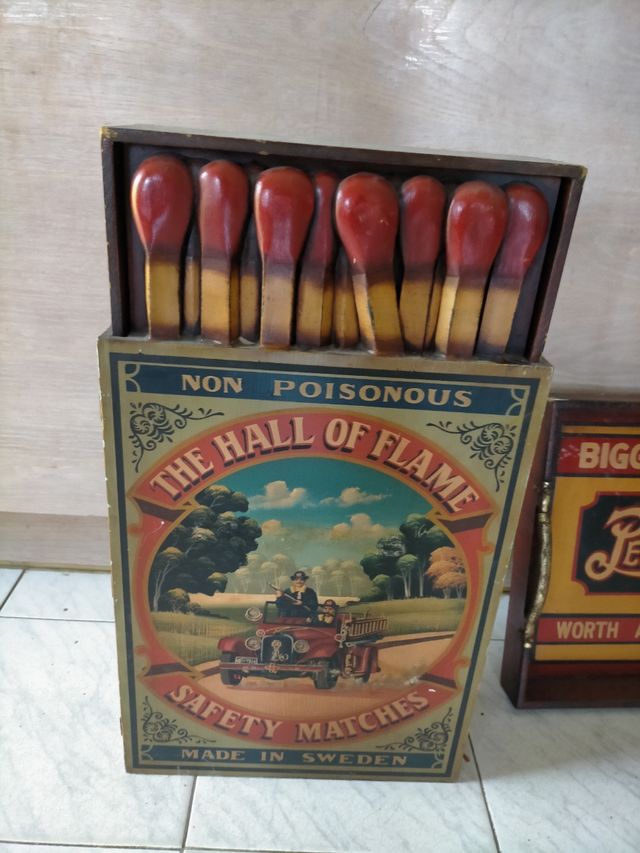 NON POISONOUS
THE HALL OF FLAME
SAFETY MATCHES
MADE IN SWEDEN
WORTH